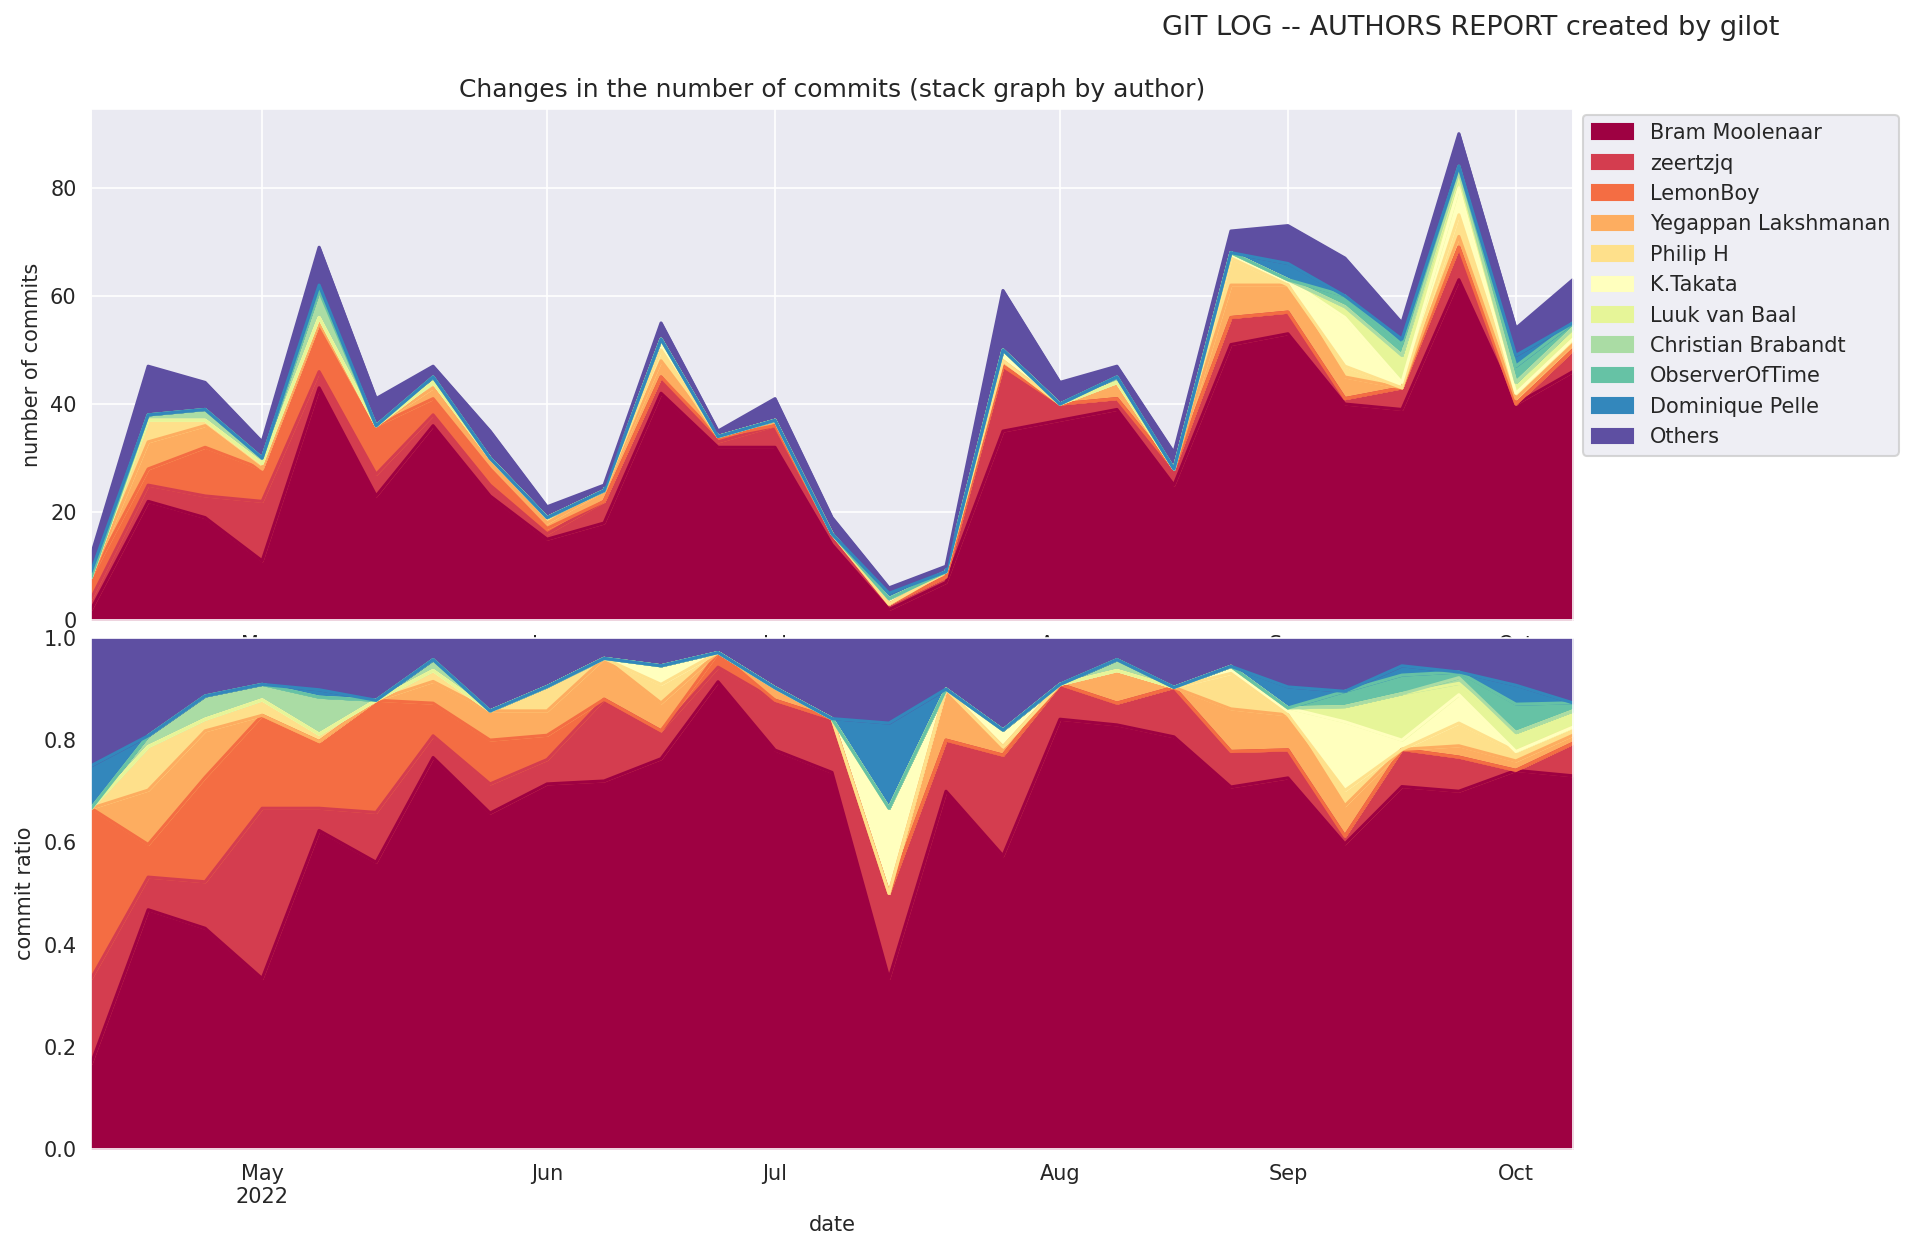 GIT LOG -- AUTHORS REPORT created by gilot
Changes in the number of commits (stack graph by author)
number of commits
80
60
40
20
0
Bram Moolenaar
zeertzjq
LemonBoy
Yegappan Lakshmanan
Philip H
K.Takata
Luuk van Baal
Christian Brabandt
ObserverOfTime
Dominique Pelle
Others
commit ratio
1.0
0.8
0.6
0.4
0.2
0.0
May Jun Jul Aug Sep Oct
2022
date